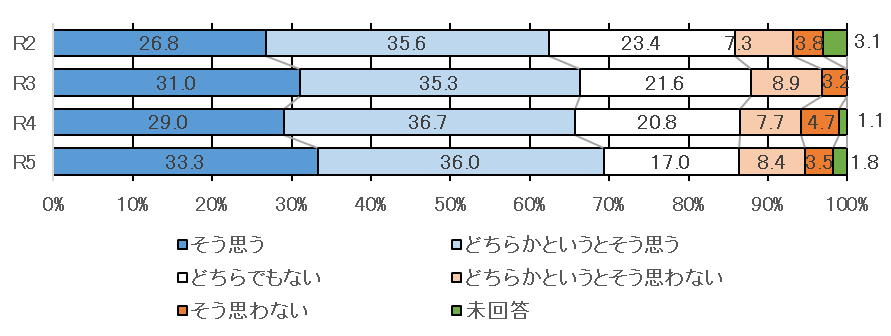 R2 26.8 35.6 23.4 7.3 3.8 3.1
R3 31.0 35.3 21.6 8.9 3.2
R4 29.0 36.7 20.8 7.7 4.7 1.1
R5 33.3 36.0 17.0 8.4 3.5 1.8
0% 10% 20% 30% 40% 50% 60% 70% 80% 90% 100%
そう思う どちらかというとそう思う
どちらでもない どちらかというとそう思わない
そう思わない 未回答